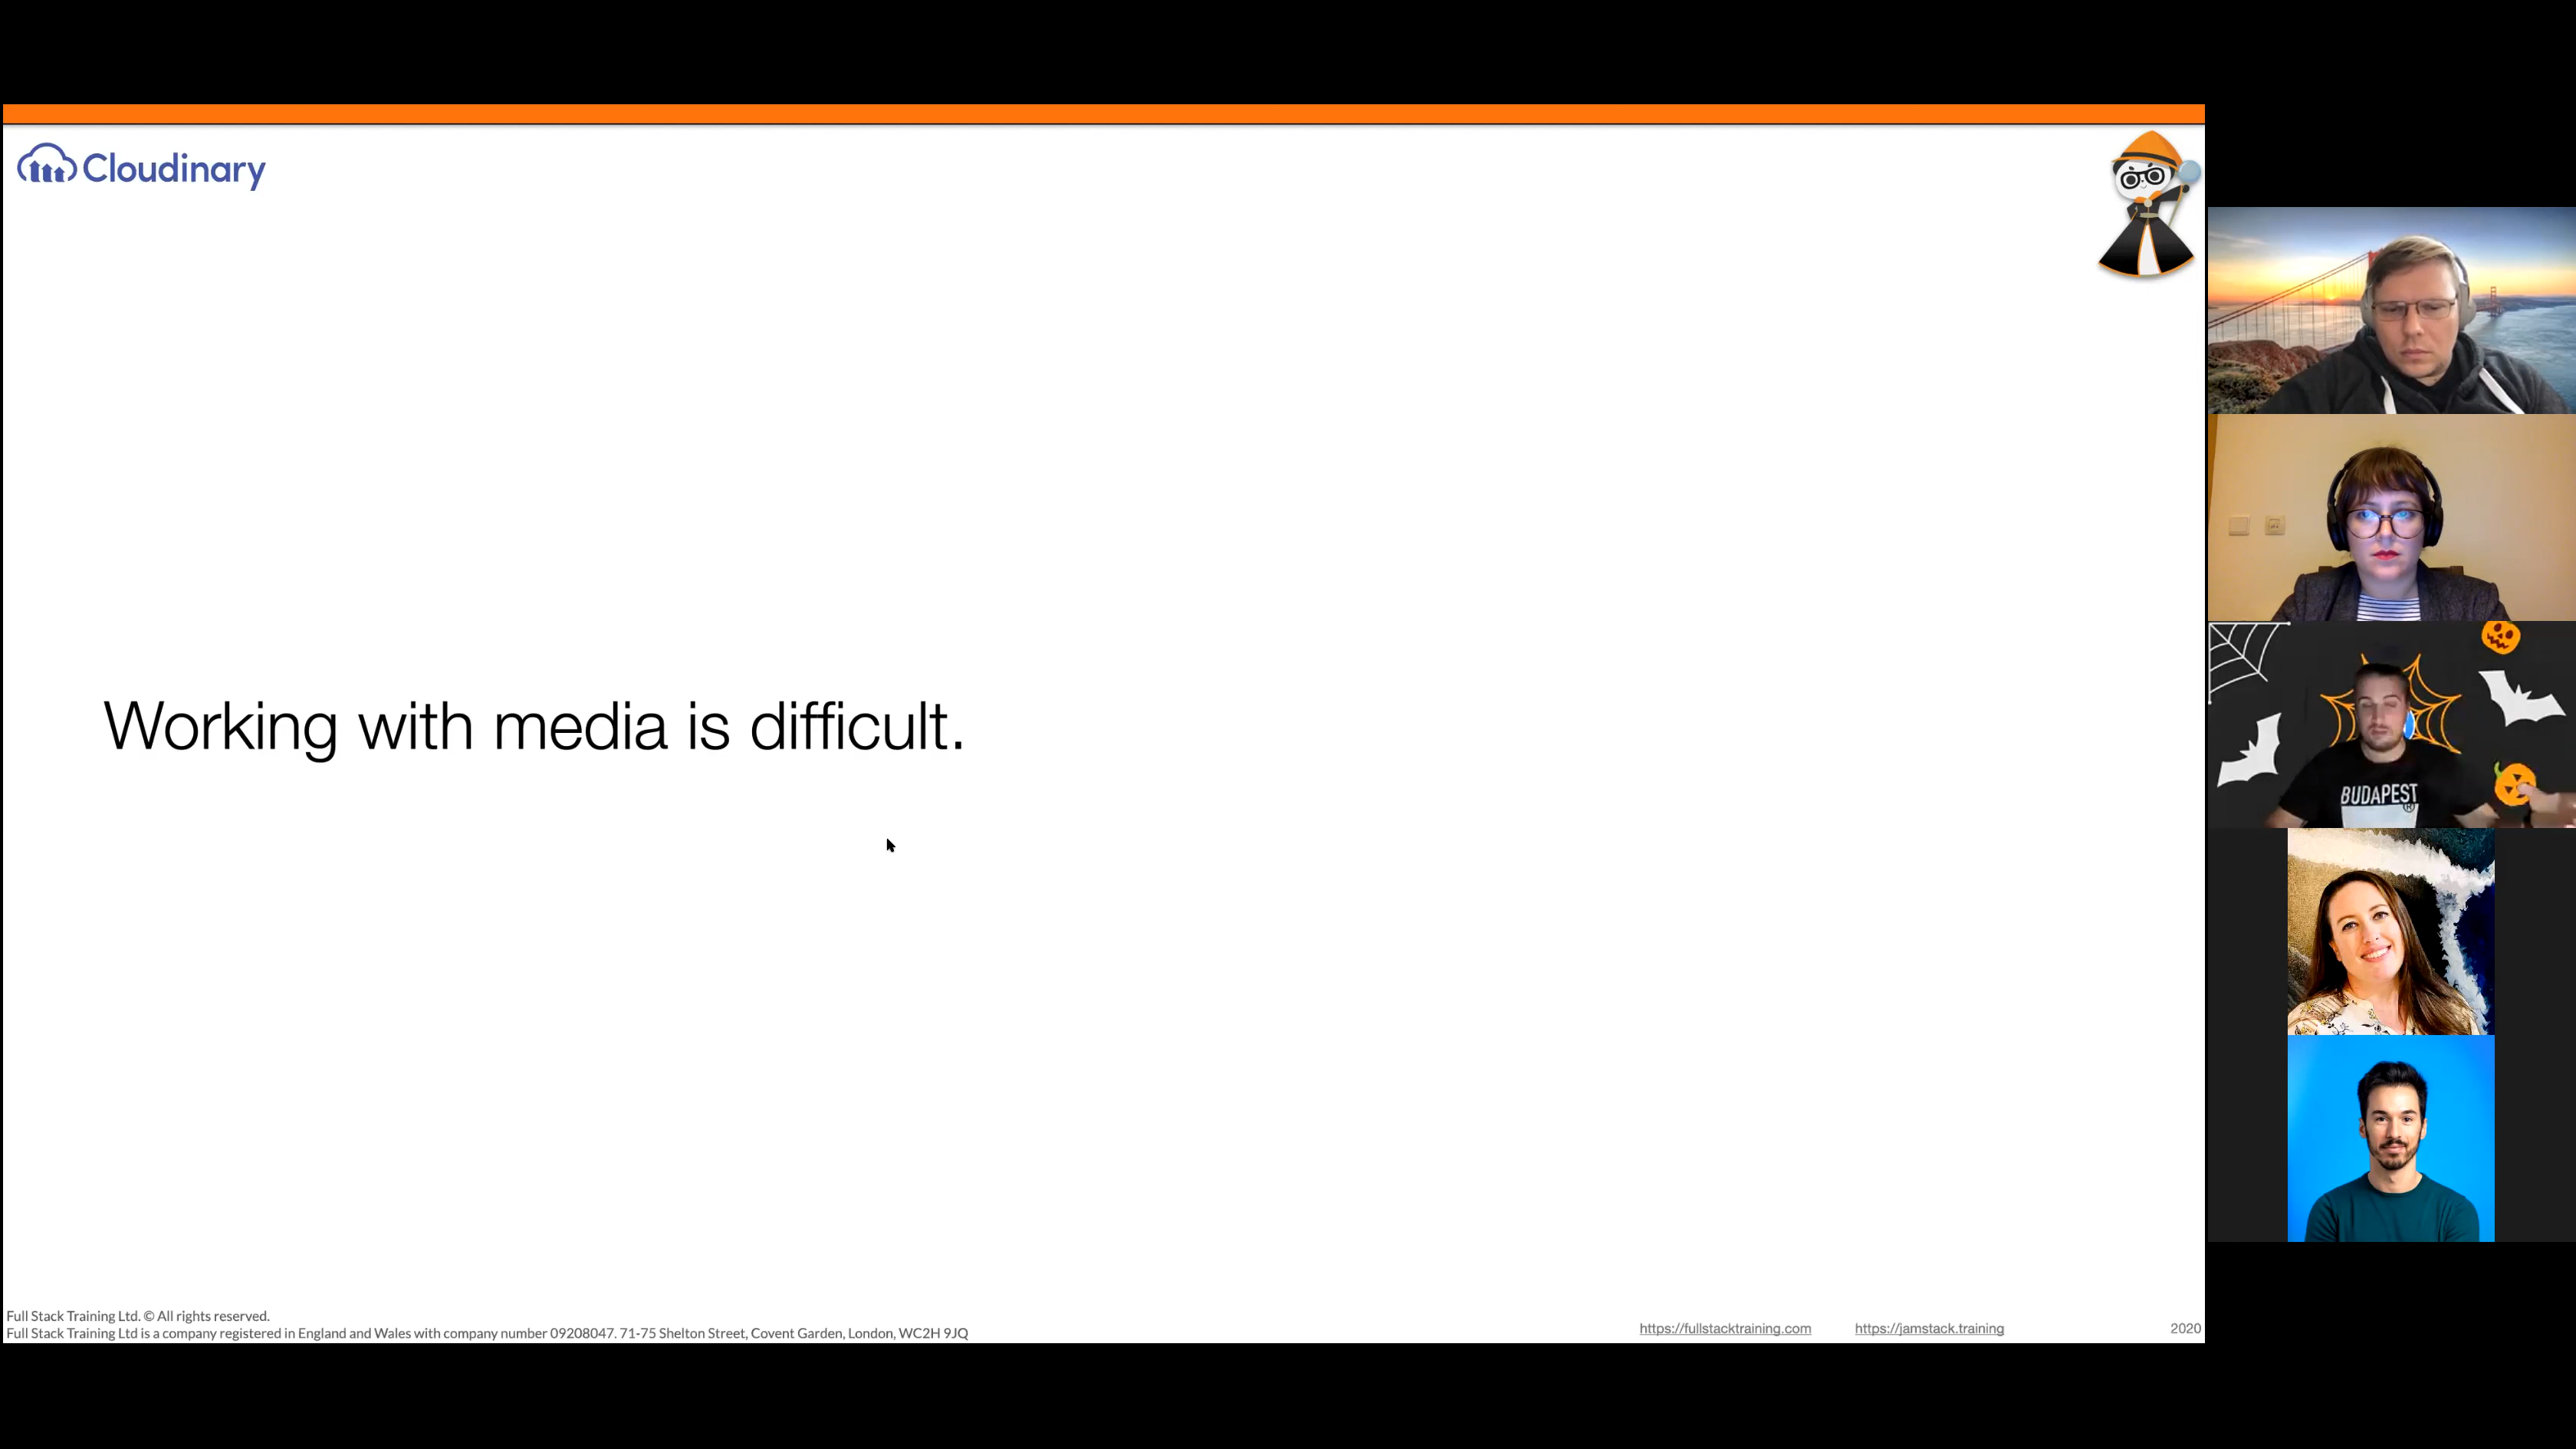 Cloudinary
Working with media is difficult.
BUDAPEST
®
Full Stack Training Ltd. © All rights reserved.
Full Stack Training Ltd is a company registered in England and Wales with company number 09208047. 71-75 Shelton Street, Covent Garden, London, WC2H 9JQ
https://fullstacktraining.com https://jamstack.training 2020